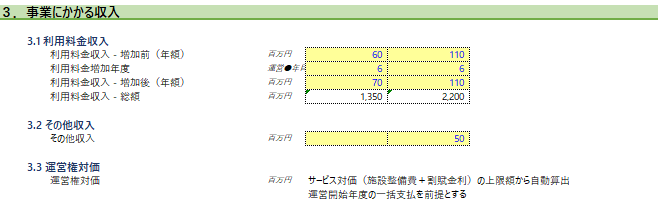 ３．事業にかかる収入
3.1 利用料金収入
利用料金収入 - 増加前（年額） 百万円 60 110
利用料金増加年度 運営●年目 6 6
利用料金収入 - 増加後（年額） 百万円 70 110
利用料金収入 - 総額 百万円 1,350 2,200
3.2 その他収入
その他収入 百万円 50
3.3 運営権対価
運営権対価 百万円 サービス対価（施設整備費＋割賦金利）の上限額から自動算出
運営開始年度の一括支払を前提とする